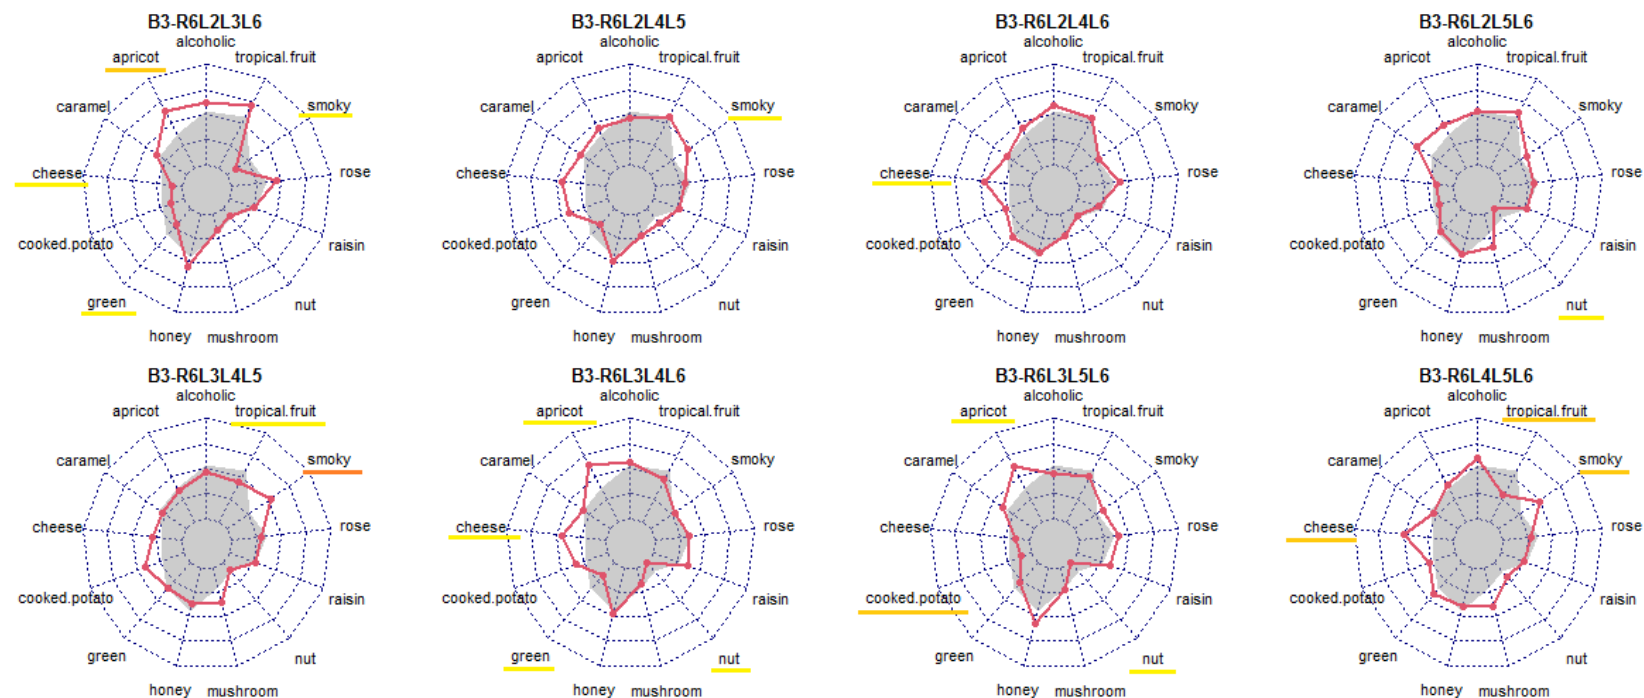 B3-R6L2L3L6
alcoholic
apricot
tropical.fruit
caramel
smoky
cheese
rose
cooked.potato
raisin
green
nut
honey
mushroom
B3-R6L2L4L5
alcoholic
apricot
tropical.fruit
caramel
smoky
cheese
rose
cooked.potato
raisin
green
nut
honey
mushroom
B3-R6L2L4L6
alcoholic
apricot
tropical.fruit
caramel
smoky
cheese
rose
cooked.potato
raisin
green
nut
honey
mushroom
B3-R6L2L5L6
alcoholic
apricot
tropical.fruit
caramel
smoky
cheese
rose
cooked.potato
raisin
green
nut
honey
mushroom
B3-R6L3L4L5
alcoholic
apricot
tropical.fruit
caramel
smoky
cheese
rose
cooked.potato
raisin
green
nut
honey
mushroom
B3-R6L3L4L6
alcoholic
apricot
tropical.fruit
caramel
smoky
cheese
rose
cooked.potato
raisin
green
nut
honey
mushroom
B3-R6L3L5L6
alcoholic
apricot
tropical.fruit
caramel
smoky
cheese
rose
cooked.potato
raisin
green
nut
honey
mushroom
B3-R6L4L5L6
alcoholic
apricot
tropical.fruit
caramel
smoky
cheese
rose
cooked.potato
raisin
green
nut
honey
mushroom